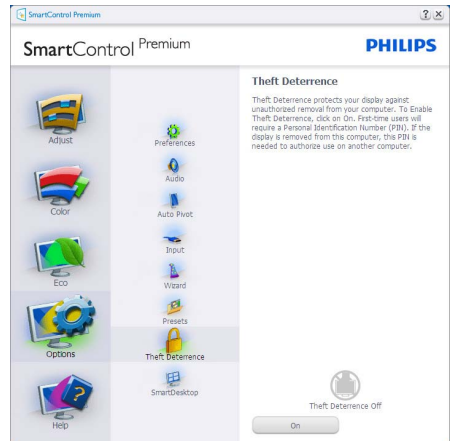 SmartControl Premium
SmartControl Premium
PHILIPS
Adjust
Color
Eco
Options
Help
Preferences
Audio
Auto Pivot
Input
Wizard
Presets
Theft Deterrence
SmartDesktop
Theft Deterrence
Theft Deterrence protects your display against
unauthorized removal from your computer. To Enable
Theft Deterrence, click on On. First-time users will
require a Personal Identification Number (PIN). If the
display is removed from this computer, this PIN is
needed to authorize use on another computer.
Theft Deterrence Off
On